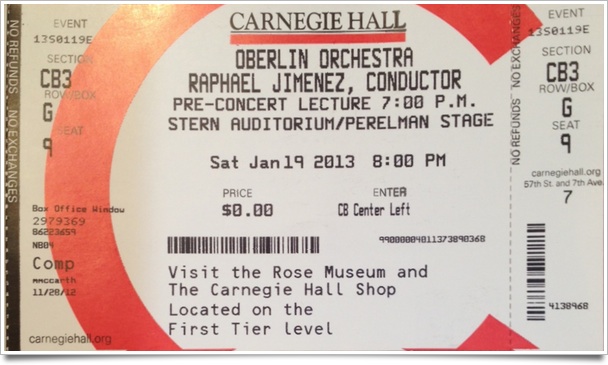 NO REFUNDS NO EXCHANGES
EVENT
13S0119E
SECTION
CB3
ROW/BOX
G
SEAT
9
Box Office Window
2979369
86223659
NB04
Comp
mmccarth
11/28/12
carnegiehall.org
CARNEGIE HALL
OBERLIN ORCHESTRA
RAPHAEL JIMENEZ, CONDUCTOR
PRE-CONCERT LECTURE 7:00 P.M.
STERN AUDITORIUM/PERELMAN STAGE
Sat Jan19 2013 8:00 PM
PRICE ENTER
$0.00 CB Center Left
99000004011373890368
Visit the Rose Museum and
The Carnegie Hall Shop
Located on the
First Tier level
NO REFUNDS NO EXCHANGES
EVENT
13S0119E
SECTION
CB3
ROW/BOX
G
SEAT
9
carnegiehall.org
57th St. and 7th Ave.
7
4138968